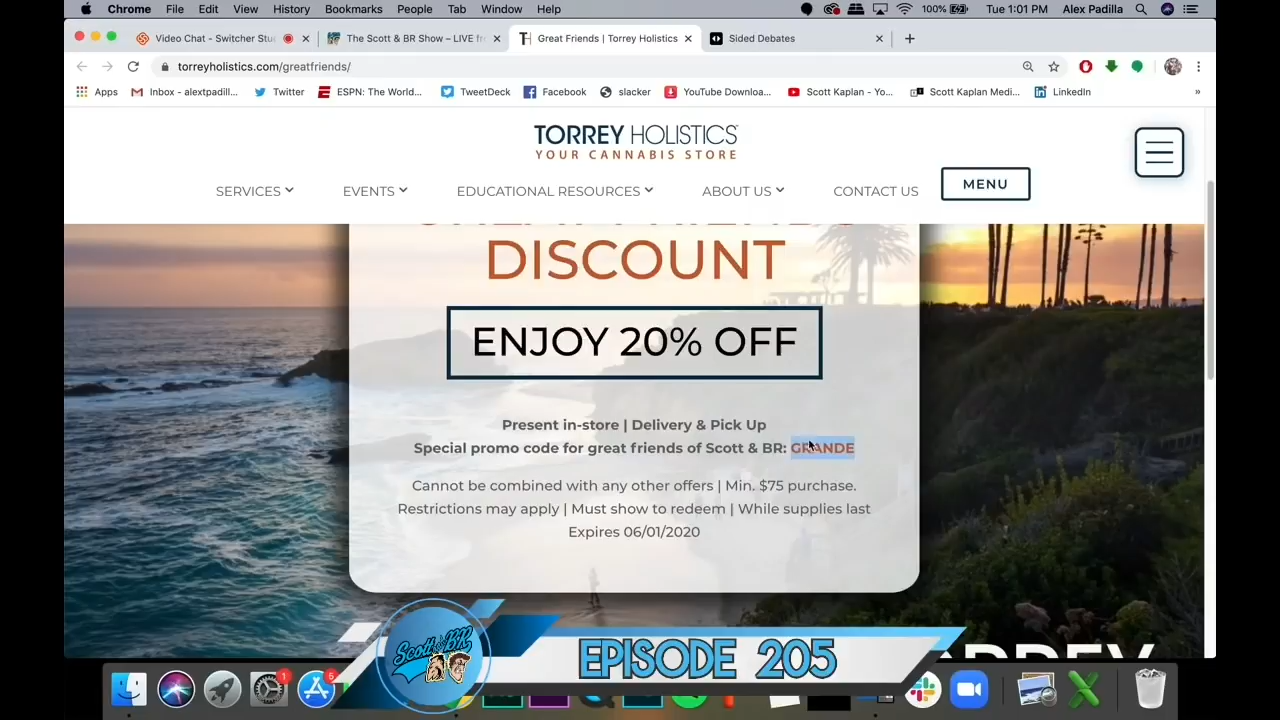 Chrome File Edit View History Bookmarks People Tab Window Help 100% Tue 1:01 PM Alex Padilla
Video Chat - Switcher Stu The Scott & BR Show – LIVE fr Great Friends | Torrey Holistics Sided Debates
torreyholistics.com/greatfriends/
Apps Inbox - alextpadill... Twitter ESPN: The World... TweetDeck Facebook slacker YouTube Downloa... Scott Kaplan - Yo... Scott Kaplan Medi... LinkedIn »
TORREY HOLISTICS
YOUR CANNABIS STORE
SERVICES EVENTS EDUCATIONAL RESOURCES ABOUT US CONTACT US MENU
DISCOUNT
ENJOY 20% OFF
Present in-store | Delivery & Pick Up
Special promo code for great friends of Scott & BR: GRANDE
Cannot be combined with any other offers | Min. $75 purchase.
Restrictions may apply | Must show to redeem | While supplies last
Expires 06/01/2020
Scott & BR
EPISODE 205
1
5